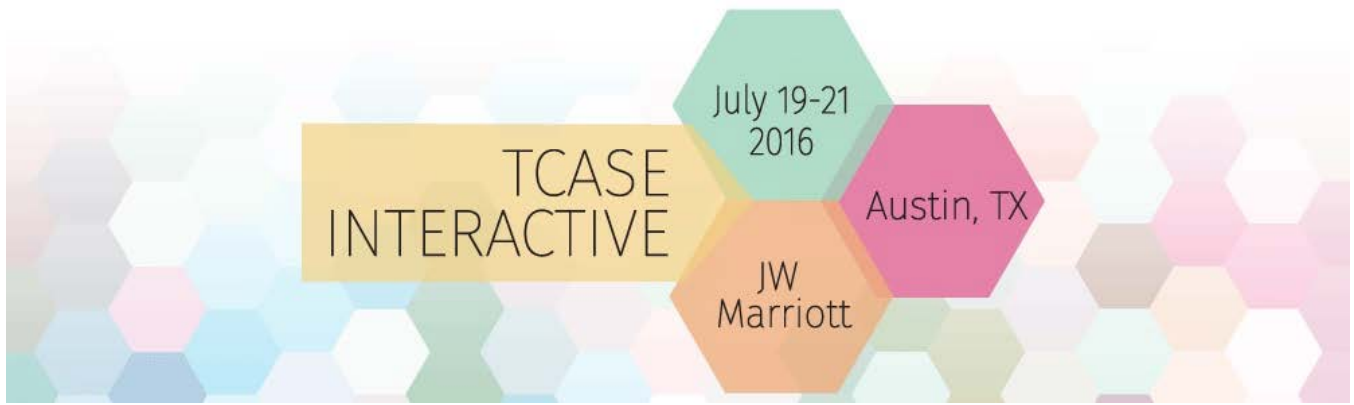 TCASE
INTERACTIVE
July 19-21
2016
Austin, TX
JW
Marriott